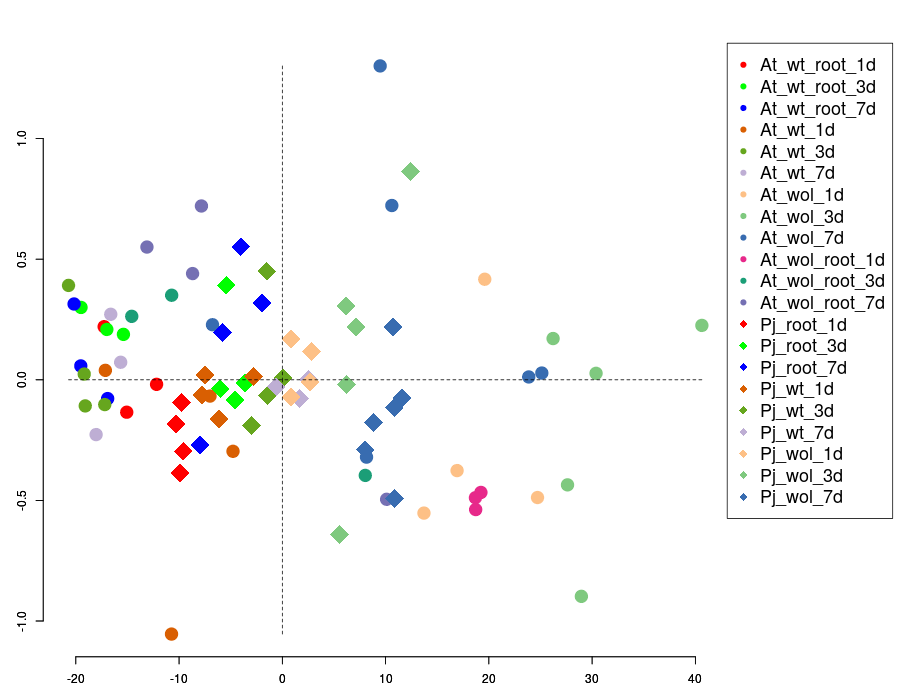 At_wt_root_1d
At_wt_root_3d
At_wt_root_7d
At_wt_1d
At_wt_3d
At_wt_7d
At_wol_1d
At_wol_3d
At_wol_7d
At_wol_root_1d
At_wol_root_3d
At_wol_root_7d
Pj_root_1d
Pj_root_3d
Pj_root_7d
Pj_wt_1d
Pj_wt_3d
Pj_wt_7d
Pj_wol_1d
Pj_wol_3d
Pj_wol_7d
1.0
0.5
0.0
-0.5
-1.0
-20 -10 0 10 20 30 40